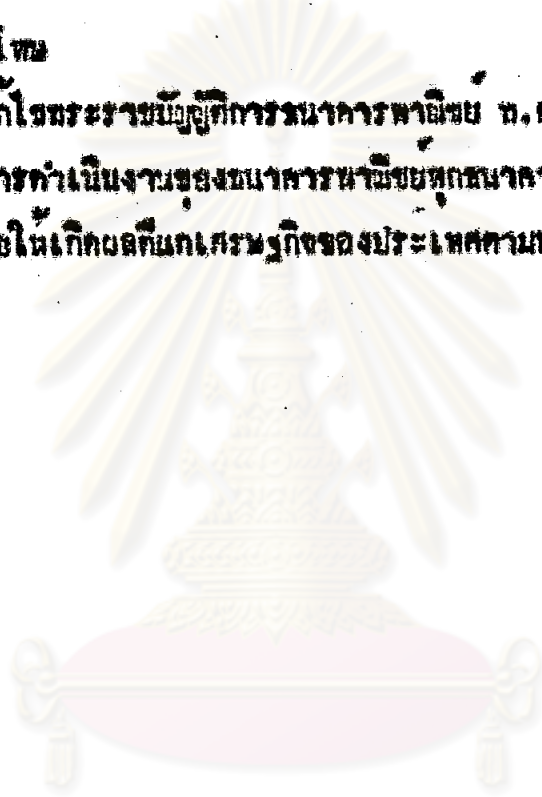 ไทย
แก้ไขพระราชบัญญัติการธนาคารพาณิชย์ พ.
การดำเนินงานของธนาคารพาณิชย์ทุกธนาคา
ให้เกิดผลดีแก่เศรษฐกิจของประเทศตาม